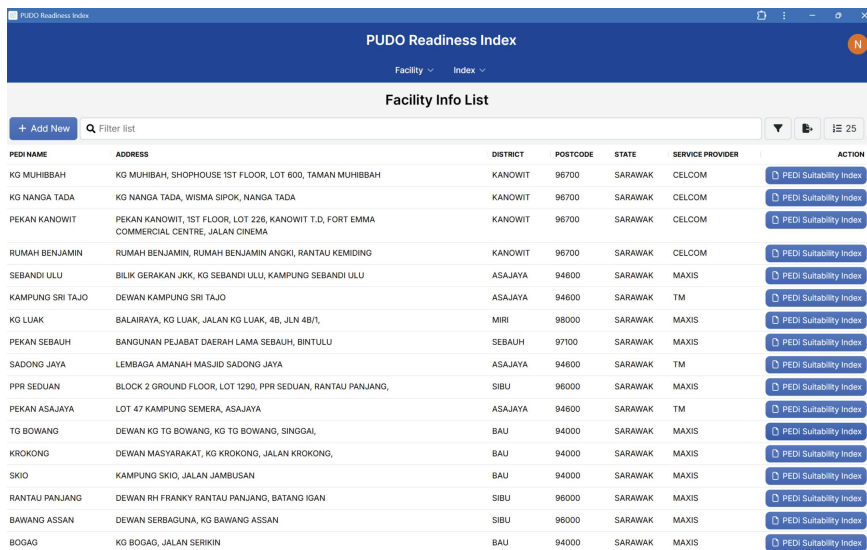 PUDO Readiness Index
PUDO Readiness Index
N
Facility Index
Facility Info List
+ Add New Filter list 25
PEDI NAME ADDRESS DISTRICT POSTCODE STATE SERVICE PROVIDER ACTION
KG MUHIBBAH KG MUHIBAH, SHOPHOUSE 1ST FLOOR, LOT 600, TAMAN MUHIBBAH KANOWIT 96700 SARAWAK CELCOM PEDi Suitability Index
KG NANGA TADA KG NANGA TADA, WISMA SIPOK, NANGA TADA KANOWIT 96700 SARAWAK CELCOM PEDi Suitability Index
PEKAN KANOWIT PEKAN KANOWIT, 1ST FLOOR, LOT 226, KANOWIT T.D, FORT EMMA KANOWIT 96700 SARAWAK CELCOM PEDi Suitability Index
COMMERCIAL CENTRE, JALAN CINEMA
RUMAH BENJAMIN RUMAH BENJAMIN, RUMAH BENJAMIN ANGKI, RANTAU KEMIDING KANOWIT 96700 SARAWAK CELCOM PEDi Suitability Index
SEBANDI ULU BILIK GERAKAN JKK, KG SEBANDI ULU, KAMPUNG SEBANDI ULU ASAJAYA 94600 SARAWAK MAXIS PEDi Suitability Index
KAMPUNG SRI TAJO DEWAN KAMPUNG SRI TAJO ASAJAYA 94600 SARAWAK TM PEDi Suitability Index
KG LUAK BALAIRAYA, KG LUAK, JALAN KG LUAK, 4B, JLN 4B/1, MIRI 98000 SARAWAK MAXIS PEDi Suitability Index
PEKAN SEBAUH BANGUNAN PEJABAT DAERAH LAMA SEBAUH, BINTULU SEBAUH 97100 SARAWAK MAXIS PEDi Suitability Index
SADONG JAYA LEMBAGA AMANAH MASJID SADONG JAYA ASAJAYA 94600 SARAWAK TM PEDi Suitability Index
PPR SEDUAN BLOCK 2 GROUND FLOOR, LOT 1290, PPR SEDUAN, RANTAU PANJANG, SIBU 96000 SARAWAK MAXIS PEDi Suitability Index
PEKAN ASAJAYA LOT 47 KAMPUNG SEMERA, ASAJAYA ASAJAYA 94600 SARAWAK TM PEDi Suitability Index
TG BOWANG DEWAN KG TG BOWANG, KG TG BOWANG, SINGGAI, BAU 94000 SARAWAK MAXIS PEDi Suitability Index
KROKONG DEWAN MASYARAKAT, KG KROKONG, JALAN KROKONG, BAU 94000 SARAWAK MAXIS PEDi Suitability Index
SKIO KAMPUNG SKIO, JALAN JAMBUSAN BAU 94000 SARAWAK MAXIS PEDi Suitability Index
RANTAU PANJANG DEWAN RH FRANKY RANTAU PANJANG, BATANG IGAN SIBU 96000 SARAWAK MAXIS PEDi Suitability Index
BAWANG ASSAN DEWAN SERBAGUNA, KG BAWANG ASSAN SIBU 96000 SARAWAK MAXIS PEDi Suitability Index
BOGAG KG BOGAG, JALAN SERIKIN BAU 94000 SARAWAK MAXIS PEDi Suitability Index